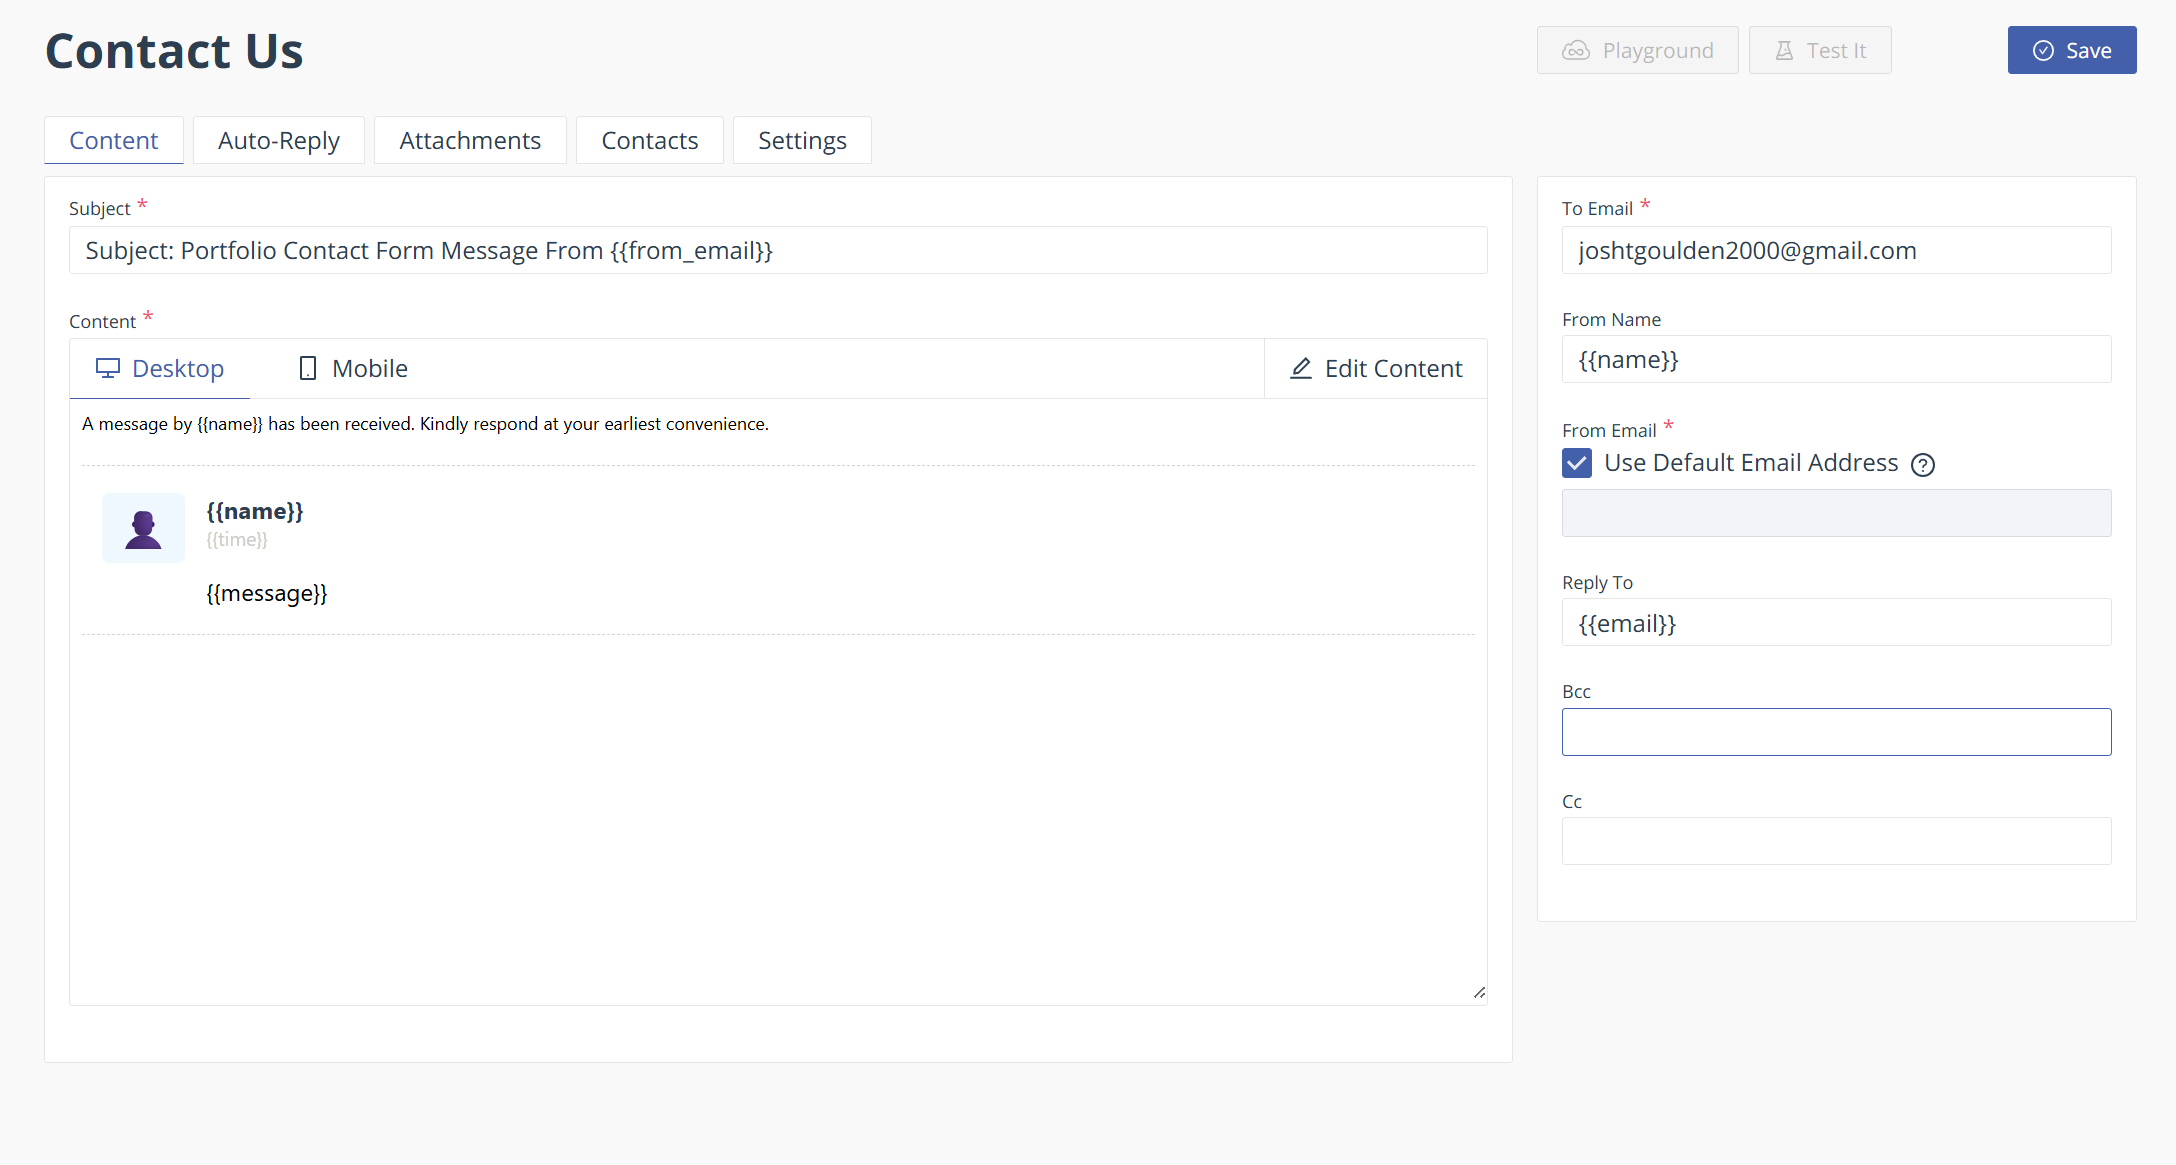 Contact Us
Playground
Test It
Save
Content
Auto-Reply
Attachments
Contacts
Settings
Subject *
Subject: Portfolio Contact Form Message From {{from_email}}
Content *
Desktop
Mobile
Edit Content
A message by {{name}} has been received. Kindly respond at your earliest convenience.
{{name}}
{{time}}
{{message}}
To Email *
joshtgoulden2000@gmail.com
From Name
{{name}}
From Email *
Use Default Email Address ?
Reply To
{{email}}
Bcc
Cc